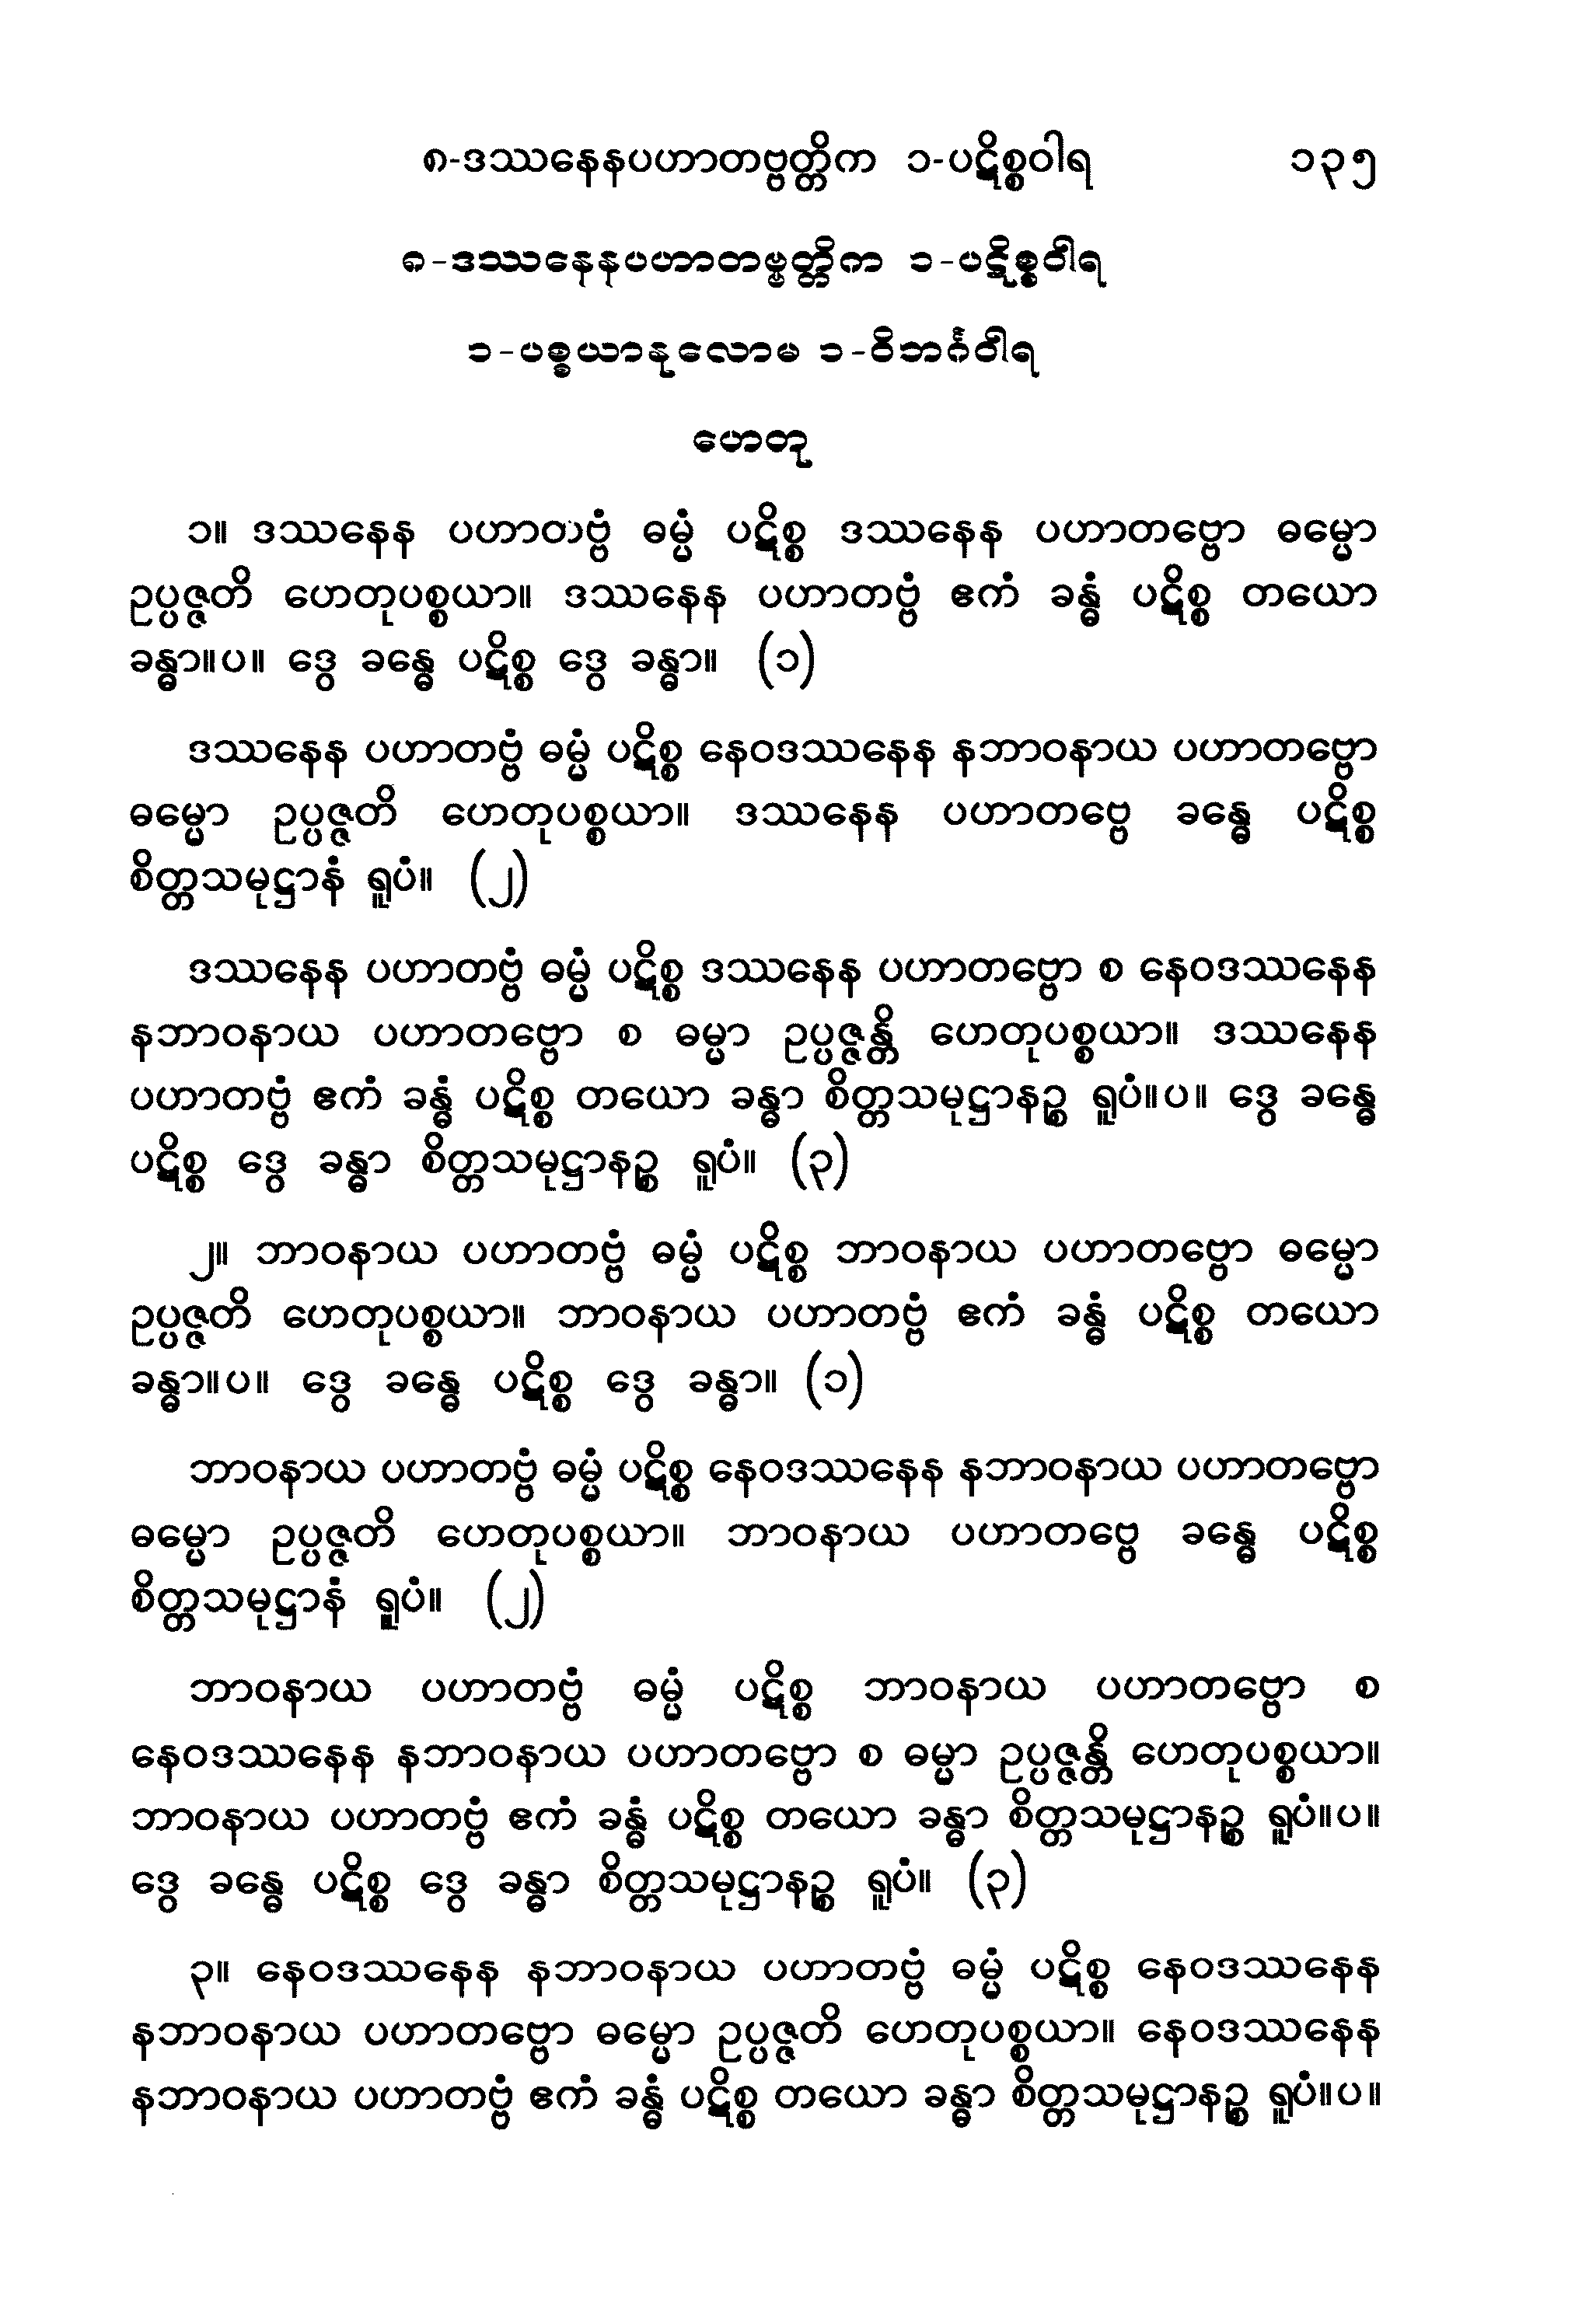 ၈-ဒဿနေနပဟာတဗ္ဗတ္တိက ၁-ပဋိစ္စဝါရ ၁၃၅
၈-ဒဿနေနပဟာတဗ္ဗတ္တိက ၁-ပဋိစ္စဝါရ
၁-ပစ္စယာနုလောမ ၁-ဝိဘင်္ဂဝါရ
ဟေတု
၁။ ဒဿနေန ပဟာတဗ္ဗံ ဓမ္မံ ပဋိစ္စ ဒဿနေန ပဟာတဗ္ဗော ဓမ္မော
ဥပ္ပဇ္ဇတိ ဟေတုပစ္စယာ။ ဒဿနေန ပဟာတဗ္ဗံ ဧကံ ခန္ဓံ ပဋိစ္စ တယော
ခန္ဓာ။ပ။ ဒွေ ခန္ဓေ ပဋိစ္စ ဒွေ ခန္ဓာ။ (၁)
ဒဿနေန ပဟာတဗ္ဗံ ဓမ္မံ ပဋိစ္စ နေဝဒဿနေန နဘာဝနာယ ပဟာတဗ္ဗော
ဓမ္မော ဥပ္ပဇ္ဇတိ ဟေတုပစ္စယာ။ ဒဿနေန ပဟာတဗ္ဗေ ခန္ဓေ ပဋိစ္စ
စိတ္တသမုဋ္ဌာနံ ရူပံ။ (၂)
ဒဿနေန ပဟာတဗ္ဗံ ဓမ္မံ ပဋိစ္စ ဒဿနေန ပဟာတဗ္ဗော စ နေဝဒဿနေန
နဘာဝနာယ ပဟာတဗ္ဗော စ ဓမ္မာ ဥပ္ပဇ္ဇန္တိ ဟေတုပစ္စယာ။ ဒဿနေန
ပဟာတဗ္ဗံ ဧကံ ခန္ဓံ ပဋိစ္စ တယော ခန္ဓာ စိတ္တသမုဋ္ဌာနဉ္စ ရူပံ။ပ။ ဒွေ ခန္ဓေ
ပဋိစ္စ ဒွေ ခန္ဓာ စိတ္တသမုဋ္ဌာနဉ္စ ရူပံ။ (၃)
၂။ ဘာဝနာယ ပဟာတဗ္ဗံ ဓမ္မံ ပဋိစ္စ ဘာဝနာယ ပဟာတဗ္ဗော ဓမ္မော
ဥပ္ပဇ္ဇတိ ဟေတုပစ္စယာ။ ဘာဝနာယ ပဟာတဗ္ဗံ ဧကံ ခန္ဓံ ပဋိစ္စ တယော
ခန္ဓာ။ပ။ ဒွေ ခန္ဓေ ပဋိစ္စ ဒွေ ခန္ဓာ။ (၁)
ဘာဝနာယ ပဟာတဗ္ဗံ ဓမ္မံ ပဋိစ္စ နေဝဒဿနေန နဘာဝနာယ ပဟာတဗ္ဗော
ဓမ္မော ဥပ္ပဇ္ဇတိ ဟေတုပစ္စယာ။ ဘာဝနာယ ပဟာတဗ္ဗေ ခန္ဓေ ပဋိစ္စ
စိတ္တသမုဋ္ဌာနံ ရူပံ။ (၂)
ဘာဝနာယ ပဟာတဗ္ဗံ ဓမ္မံ ပဋိစ္စ ဘာဝနာယ ပဟာတဗ္ဗော စ
နေဝဒဿနေန နဘာဝနာယ ပဟာတဗ္ဗော စ ဓမ္မာ ဥပ္ပဇ္ဇန္တိ ဟေတုပစ္စယာ။
ဘာဝနာယ ပဟာတဗ္ဗံ ဧကံ ခန္ဓံ ပဋိစ္စ တယော ခန္ဓာ စိတ္တသမုဋ္ဌာနဉ္စ ရူပံ။ပ။
ဒွေ ခန္ဓေ ပဋိစ္စ ဒွေ ခန္ဓာ စိတ္တသမုဋ္ဌာနဉ္စ ရူပံ။ (၃)
၃။ နေဝဒဿနေန နဘာဝနာယ ပဟာတဗ္ဗံ ဓမ္မံ ပဋိစ္စ နေဝဒဿနေန
နဘာဝနာယ ပဟာတဗ္ဗော ဓမ္မော ဥပ္ပဇ္ဇတိ ဟေတုပစ္စယာ။ နေဝဒဿနေန
နဘာဝနာယ ပဟာတဗ္ဗံ ဧကံ ခန္ဓံ ပဋိစ္စ တယော ခန္ဓာ စိတ္တသမုဋ္ဌာနဉ္စ ရူပံ။ပ။